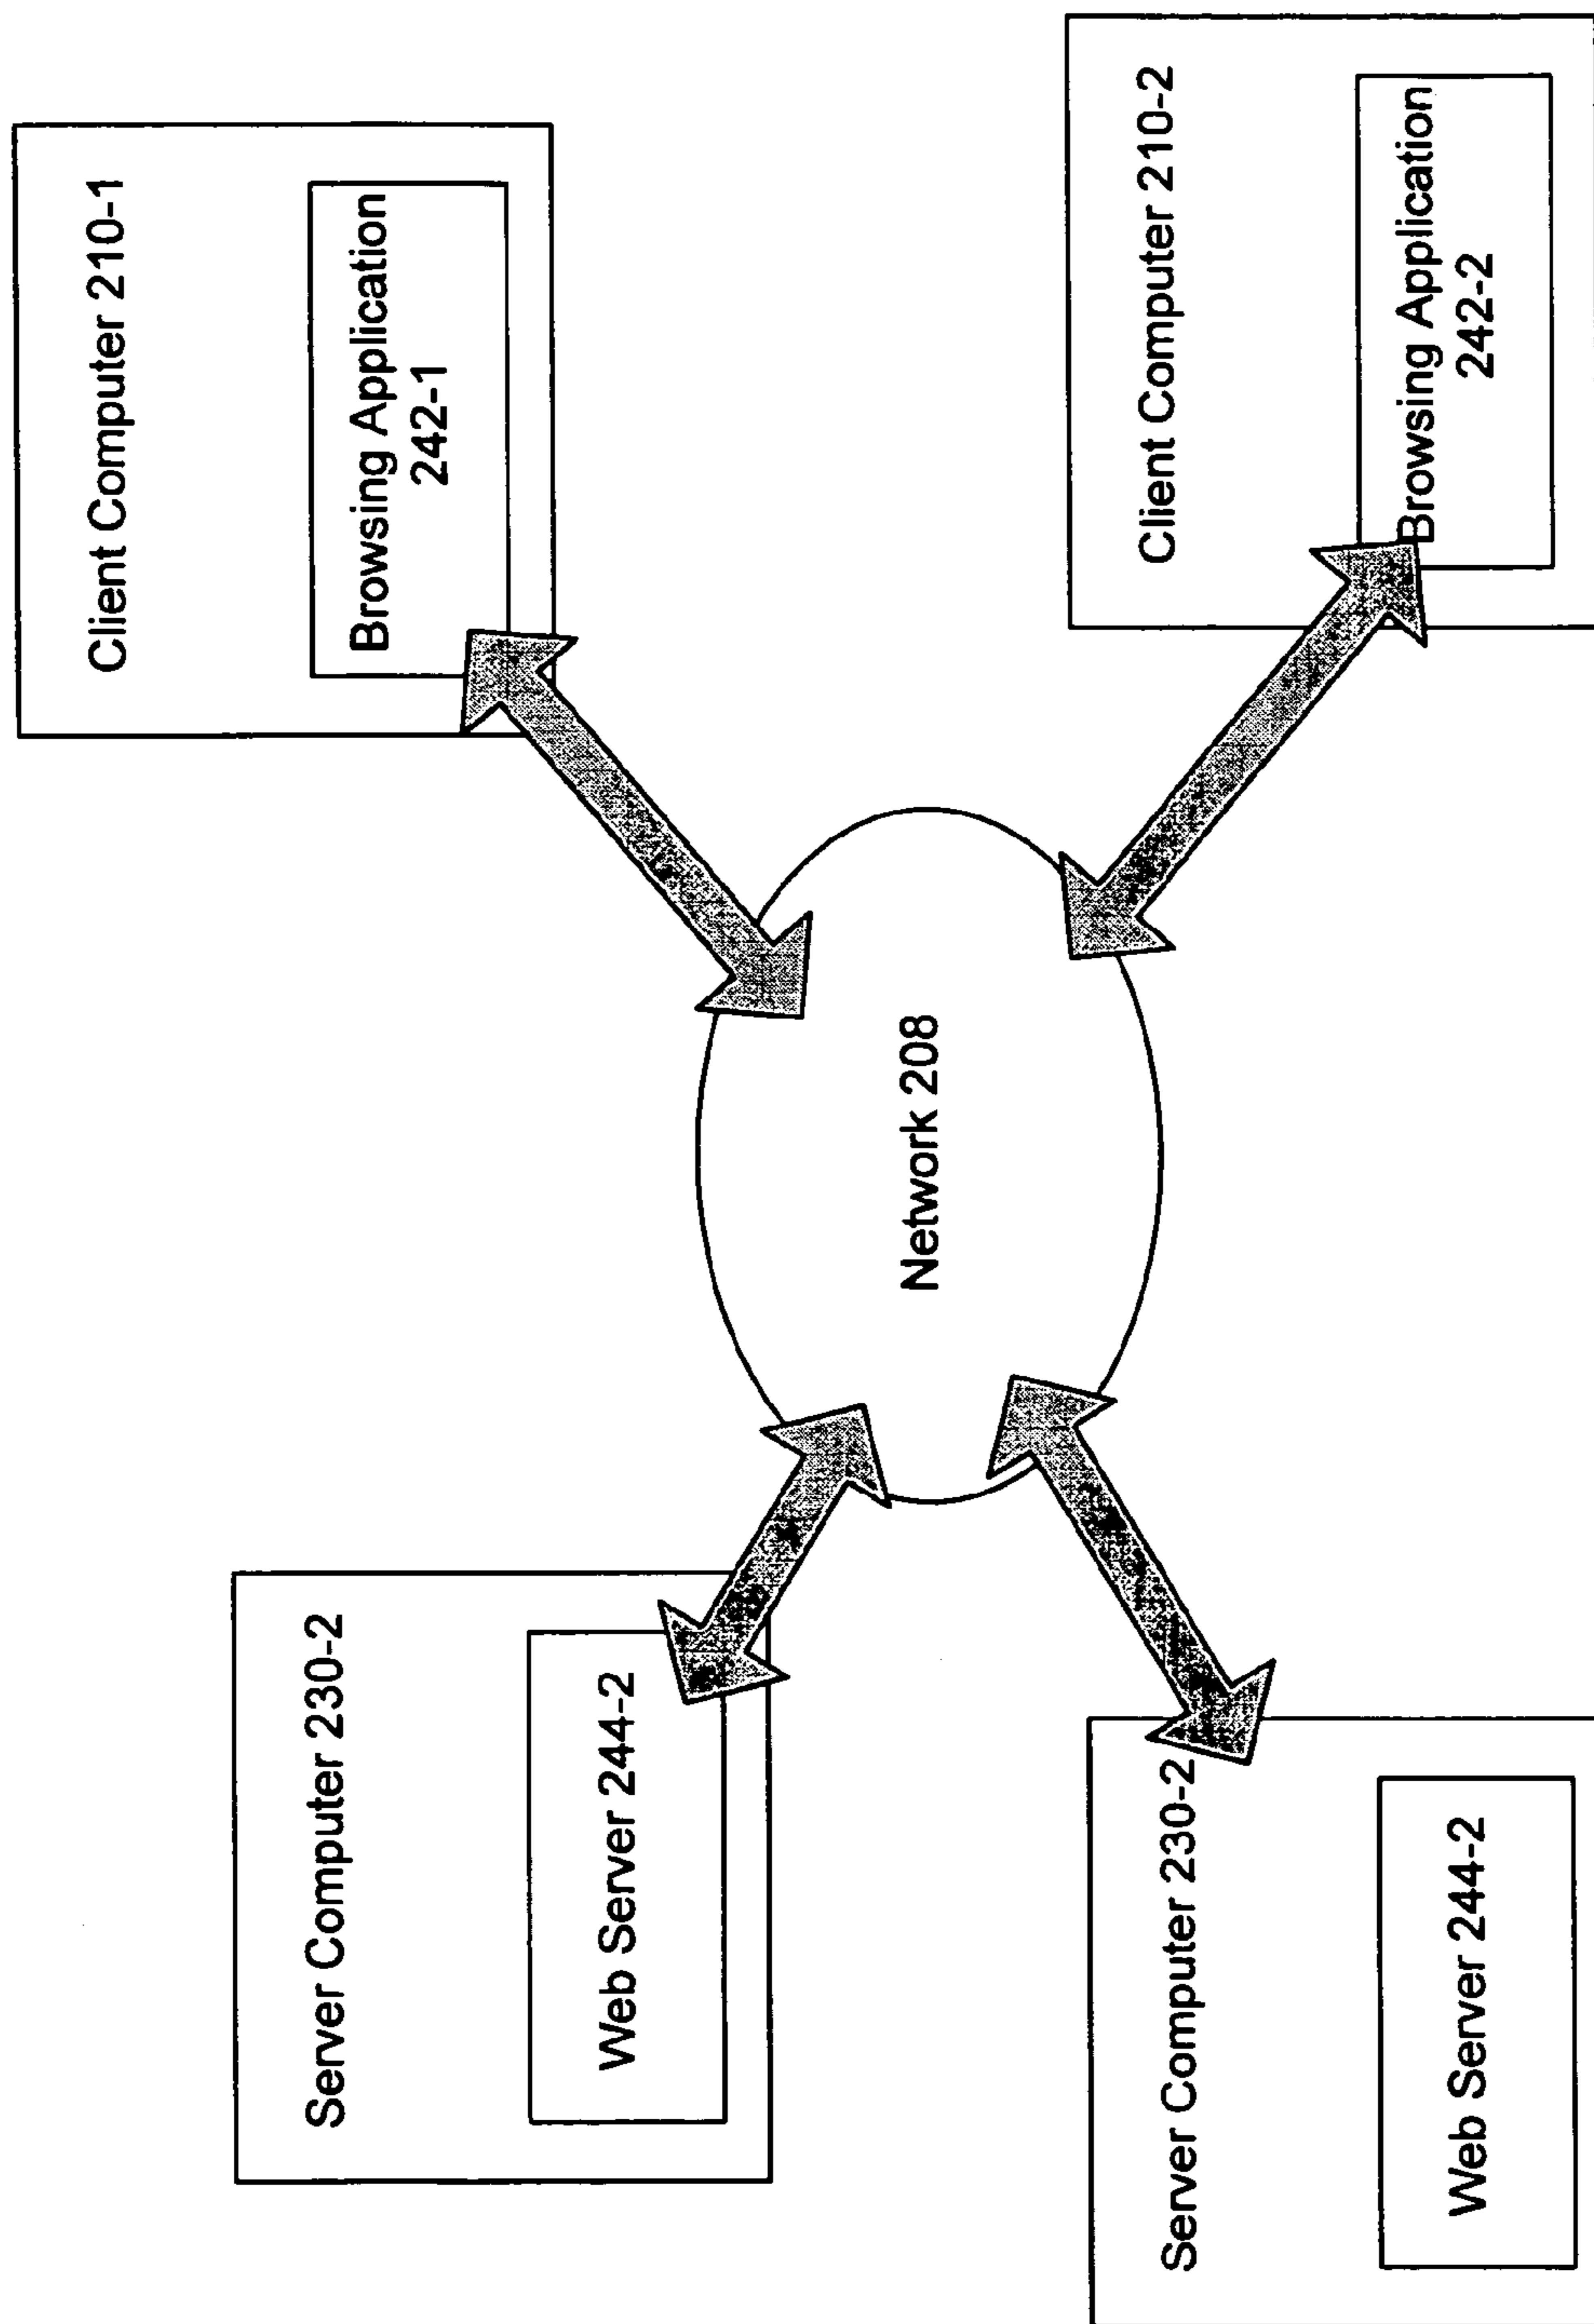 Server Computer 230-2
Web Server 244-2
Client Computer 210-1
Browsing Application
242-1
Network 208
Server Computer 230-2
Web Server 244-2
Client Computer 210-2
Browsing Application
242-2